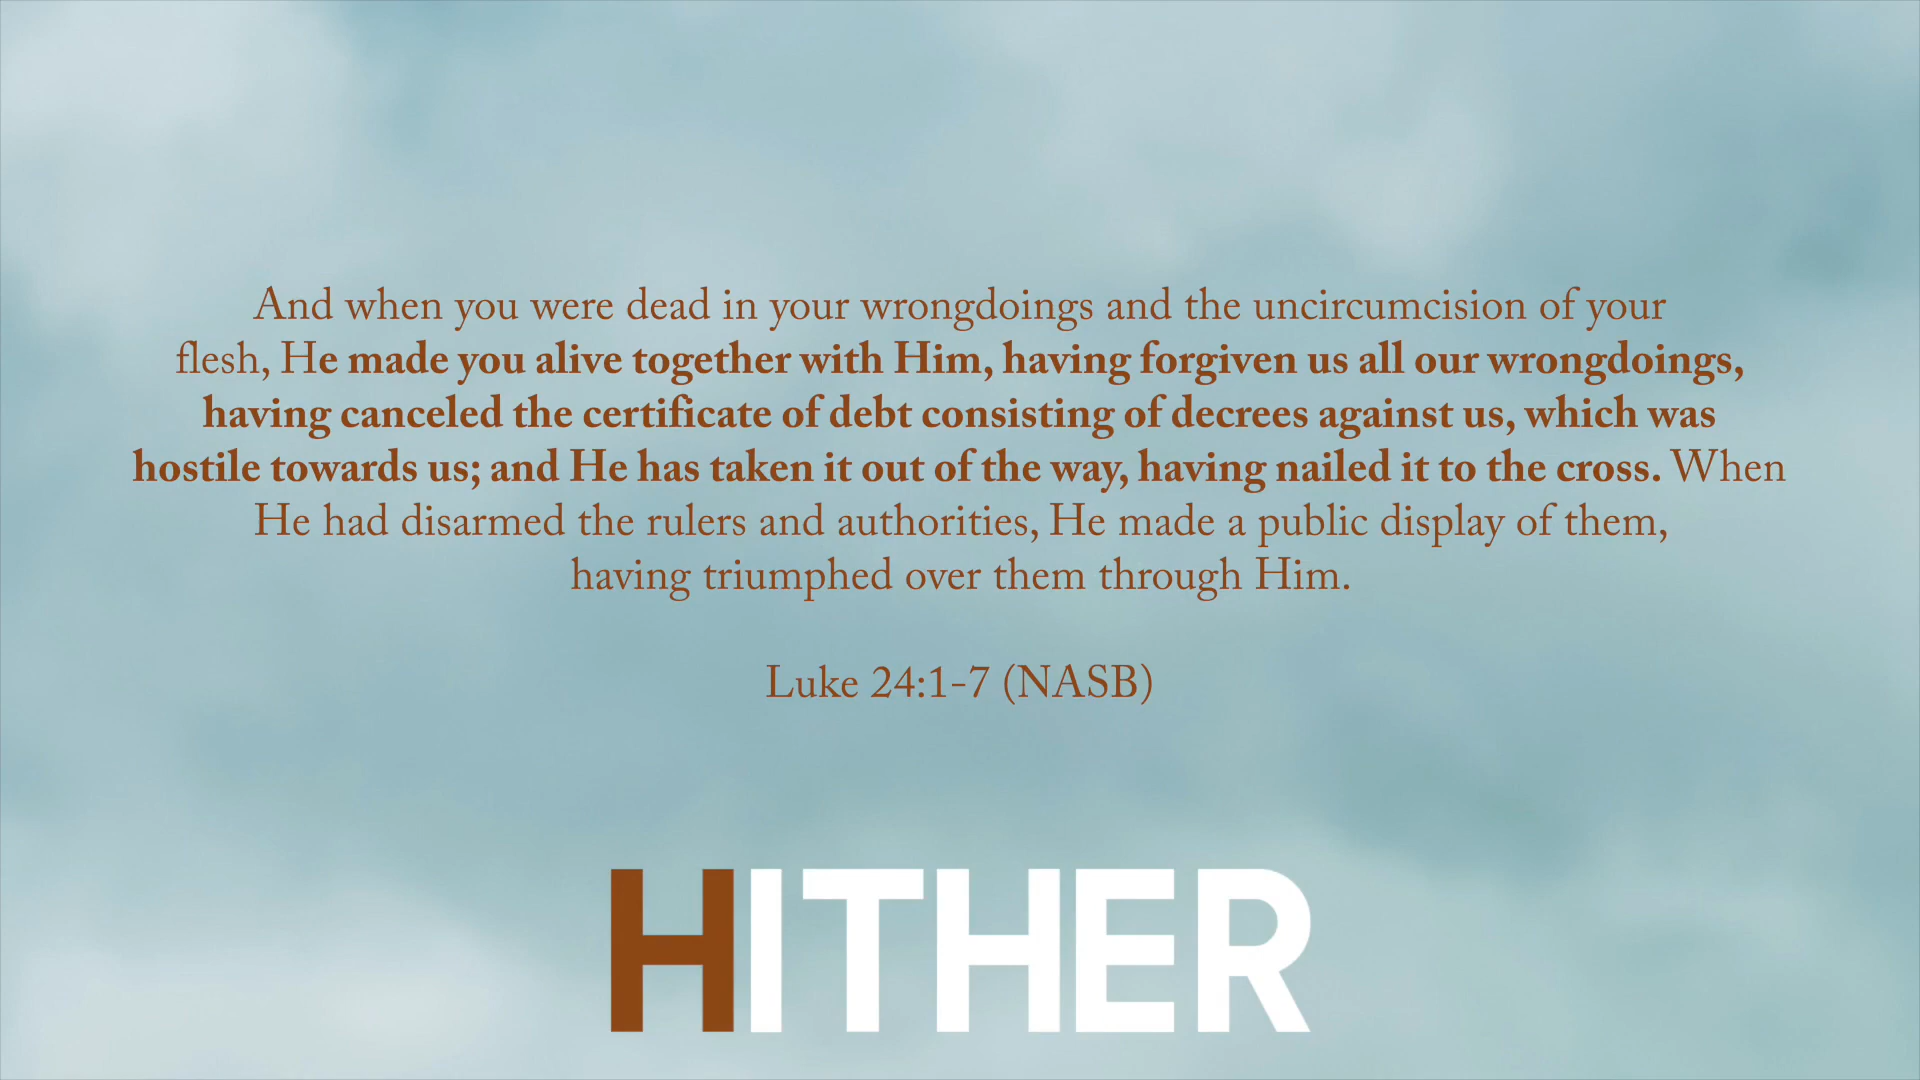 And when you were dead in your wrongdoings and the uncircumcision of your
flesh, He made you alive together with Him, having forgiven us all our wrongdoings,
having canceled the certificate of debt consisting of decrees against us, which was
hostile towards us; and He has taken it out of the way, having nailed it to the cross. When
He had disarmed the rulers and authorities, He made a public display of them,
having triumphed over them through Him.
Luke 24:1-7 (NASB)
HITHER